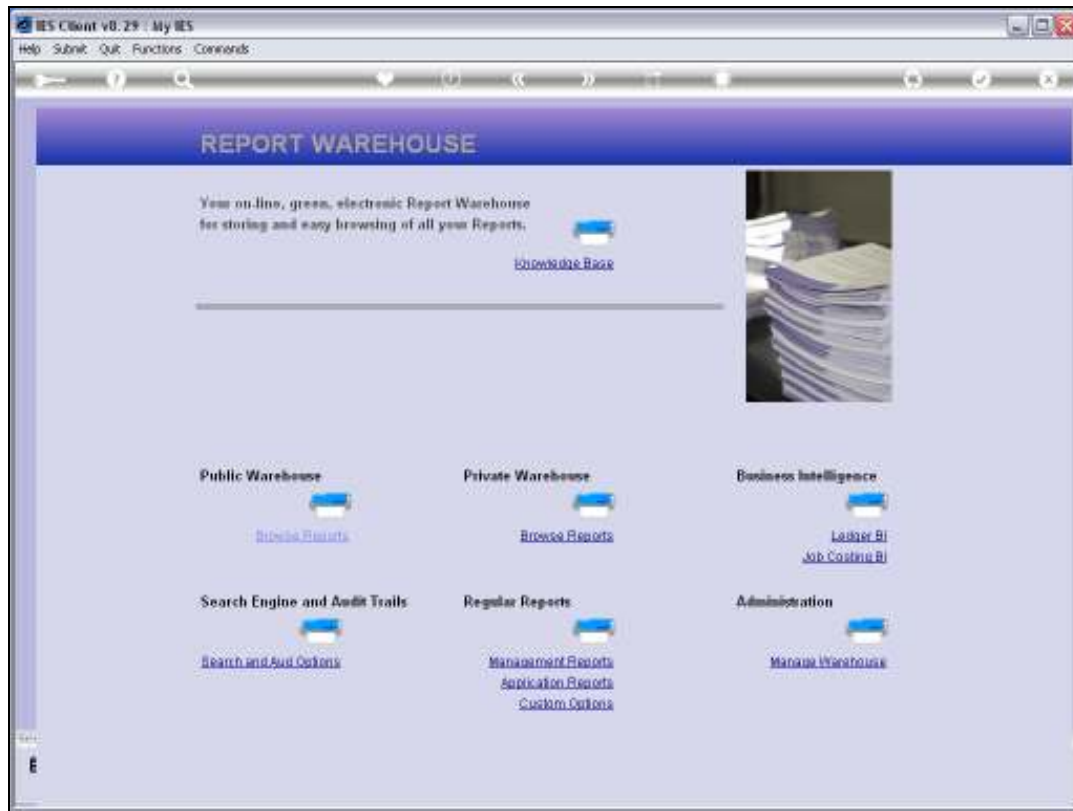 IES Client v8.29 : My IES
Help Submit Quit Functions Commands
REPORT WAREHOUSE
Your on-line, green, electronic Report Warehouse
for storing and easy browsing of all your Reports.
Knowledge Base
Public Warehouse Private Warehouse Business Intelligence
Browse Reports Browse Reports Ledger BI
Job Costing BI
Search Engine and Audit Trails Regular Reports Administration
Search and Aud Options Management Reports Manage Warehouse
Application Reports
Custom Options